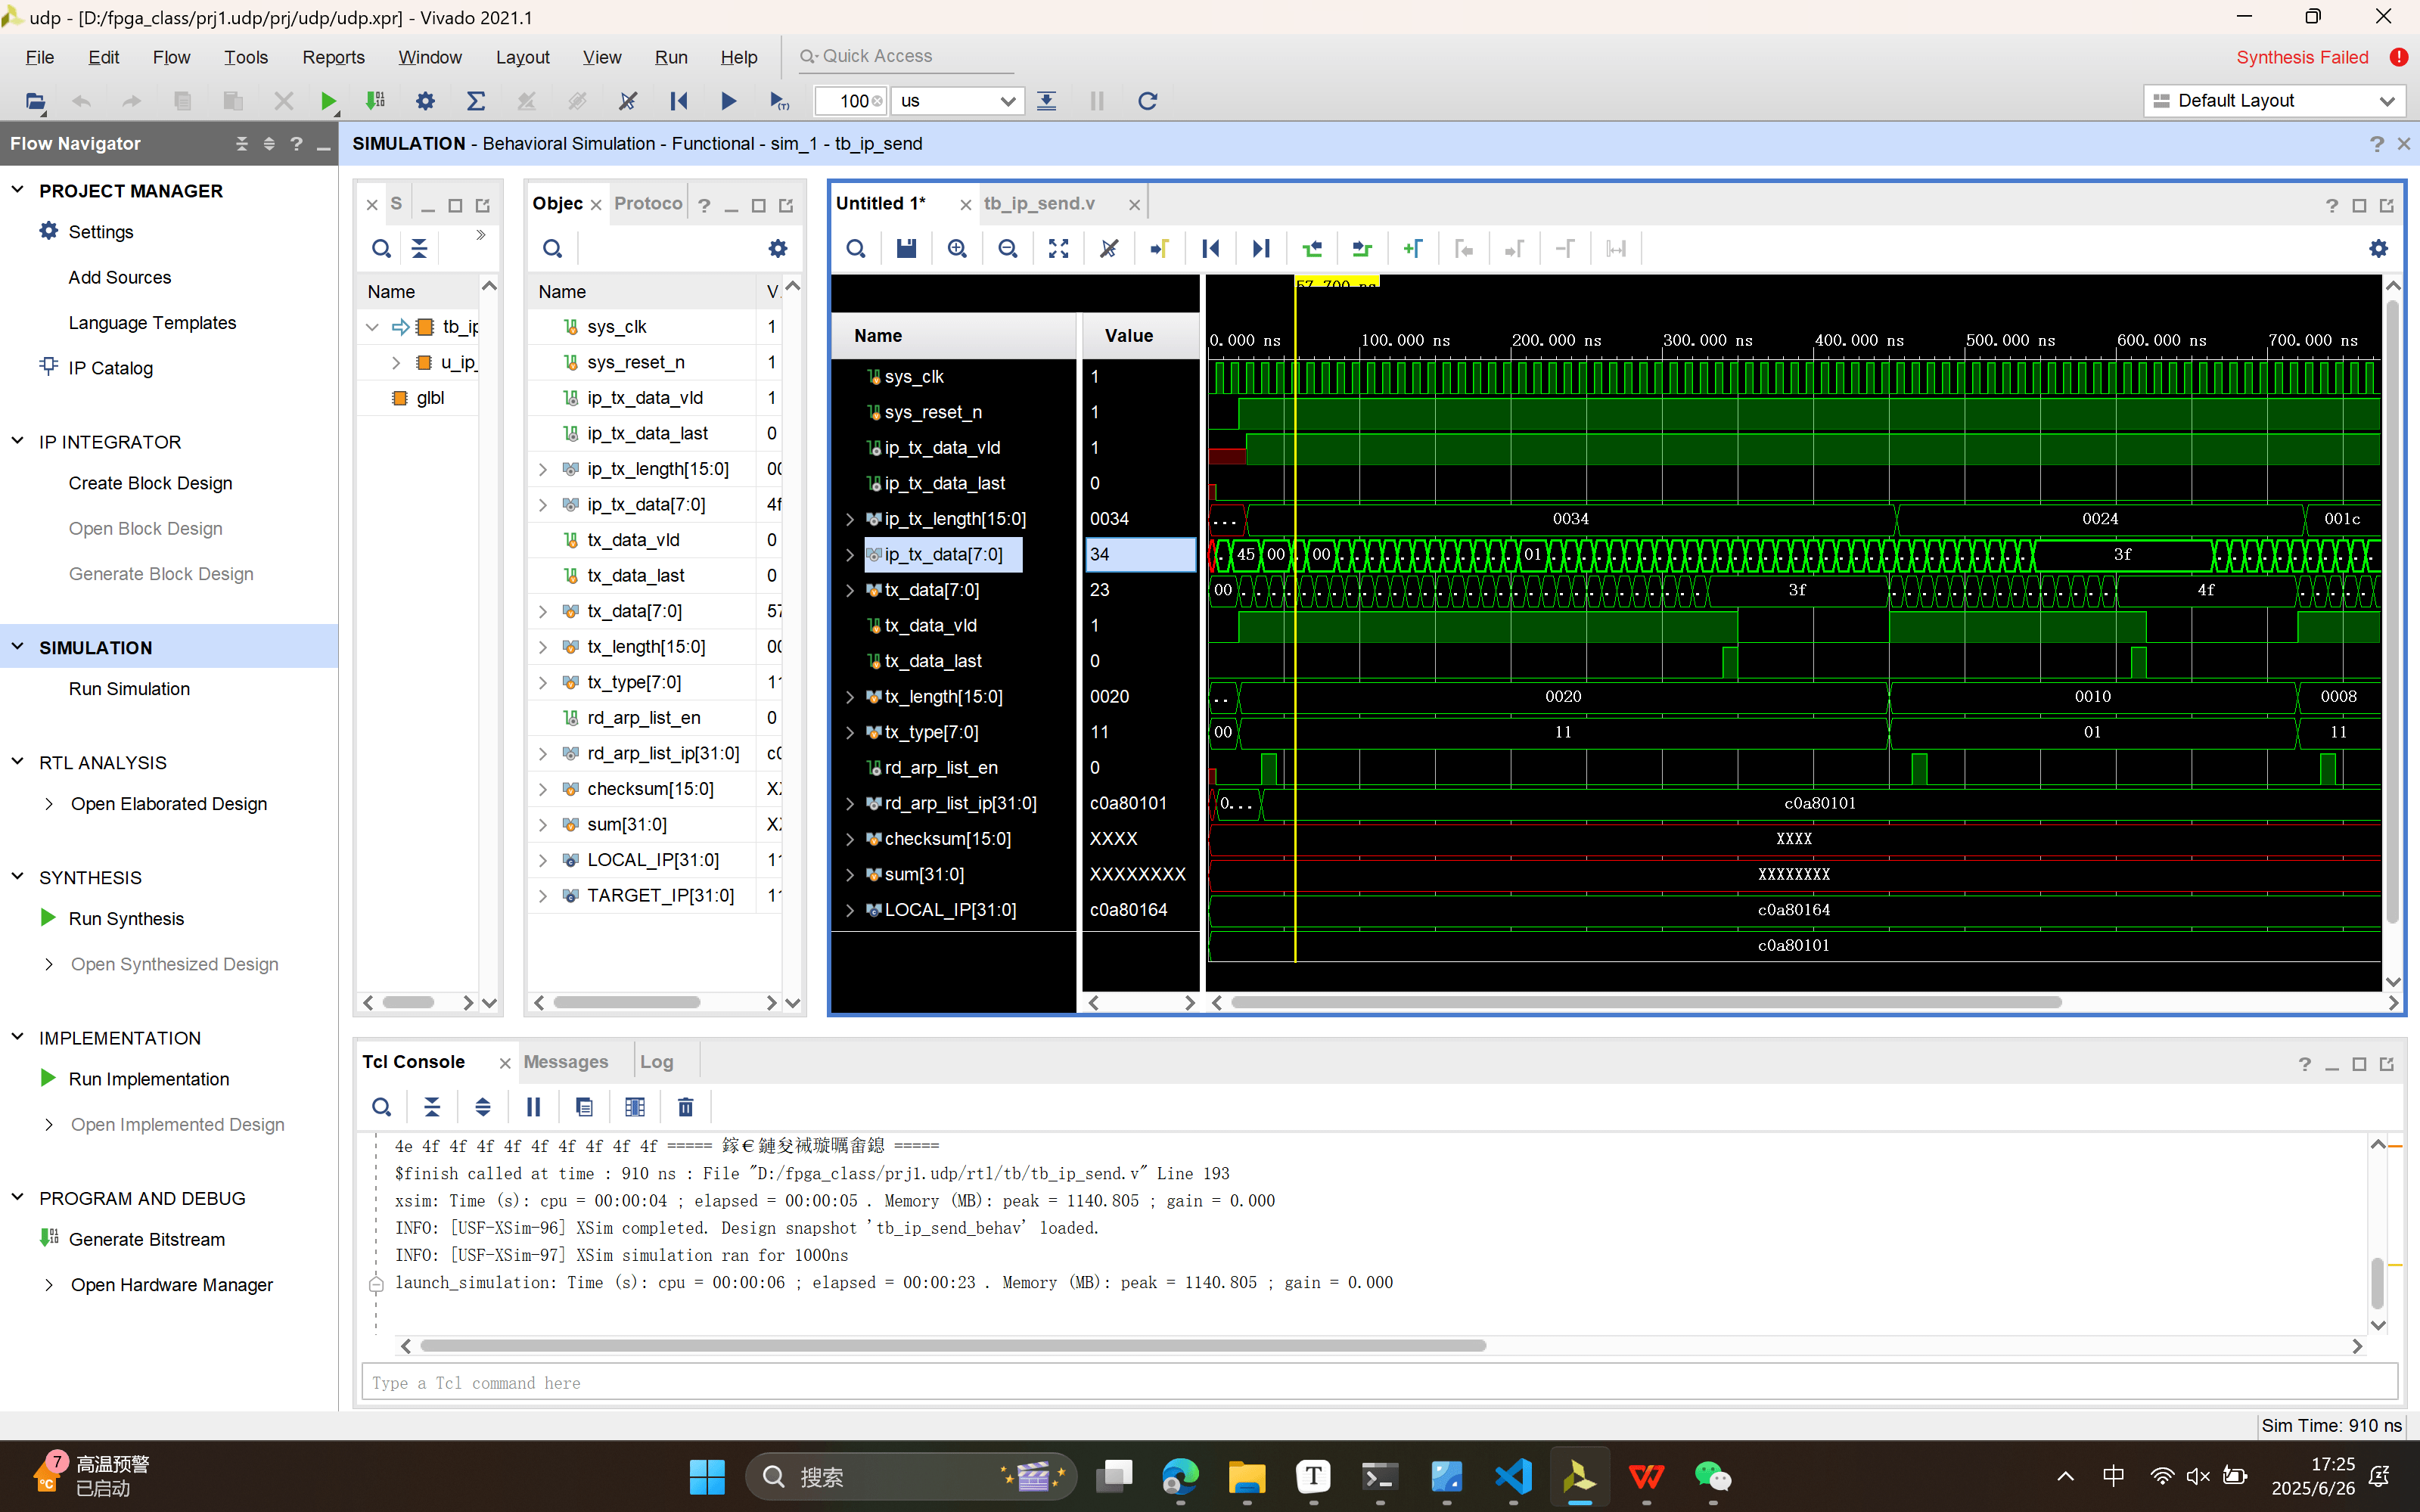 udp - [D:/fpga_class/prj1.udp/prj/udp/udp.xpr] - Vivado 2021.1
File Edit Flow Tools Reports Window Layout View Run Help Quick Access
Synthesis Failed
100 us
Default Layout
Flow Navigator
SIMULATION - Behavioral Simulation - Functional - sim_1 - tb_ip_send
PROJECT MANAGER
Settings
Add Sources
Language Templates
IP Catalog
IP INTEGRATOR
Create Block Design
Open Block Design
Generate Block Design
SIMULATION
Run Simulation
RTL ANALYSIS
Open Elaborated Design
SYNTHESIS
Run Synthesis
Open Synthesized Design
IMPLEMENTATION
Run Implementation
Open Implemented Design
PROGRAM AND DEBUG
Generate Bitstream
Open Hardware Manager
S
Name
tb_ip
u_ip_
glbl
Objec Protoco
Name V
sys_clk 1
sys_reset_n 1
ip_tx_data_vld 1
ip_tx_data_last 0
ip_tx_length[15:0] 00
ip_tx_data[7:0] 4f
tx_data_vld 0
tx_data_last 0
tx_data[7:0] 57
tx_length[15:0] 00
tx_type[7:0] 11
rd_arp_list_en 0
rd_arp_list_ip[31:0] c0
checksum[15:0] X
sum[31:0] X
LOCAL_IP[31:0] 11
TARGET_IP[31:0] 11
Untitled 1* tb_ip_send.v
57.700 ns
Name Value
0.000 ns 100.000 ns 200.000 ns 300.000 ns 400.000 ns 500.000 ns 600.000 ns 700.000 ns
sys_clk 1
sys_reset_n 1
ip_tx_data_vld 1
ip_tx_data_last 0
ip_tx_length[15:0] 0034 ... 0034 0024 001c
ip_tx_data[7:0] 34 45 00 00 01 3f
tx_data[7:0] 23 00 3f 4f
tx_data_vld 1
tx_data_last 0
tx_length[15:0] 0020 .. 0020 0010 0008
tx_type[7:0] 11 00 11 01 11
rd_arp_list_en 0
rd_arp_list_ip[31:0] c0a80101 0... c0a80101
checksum[15:0] XXXX XXXX
sum[31:0] XXXXXXXX XXXXXXXX
LOCAL_IP[31:0] c0a80164 c0a80164
c0a80101
Tcl Console Messages Log
4e 4f 4f 4f 4f 4f 4f 4f 4f 4f =====
=====
$finish called at time : 910 ns : File "D:/fpga_class/prj1.udp/rtl/tb/tb_ip_send.v" Line 193
xsim: Time (s): cpu = 00:00:04 ; elapsed = 00:00:05 . Memory (MB): peak = 1140.805 ; gain = 0.000
INFO: [USF-XSim-96] XSim completed. Design snapshot 'tb_ip_send_behav' loaded.
INFO: [USF-XSim-97] XSim simulation ran for 1000ns
launch_simulation: Time (s): cpu = 00:00:06 ; elapsed = 00:00:23 . Memory (MB): peak = 1140.805 ; gain = 0.000
Type a Tcl command here
Sim Time: 910 ns
7
高温预警
已启动
搜索
中
17:25
2025/6/26